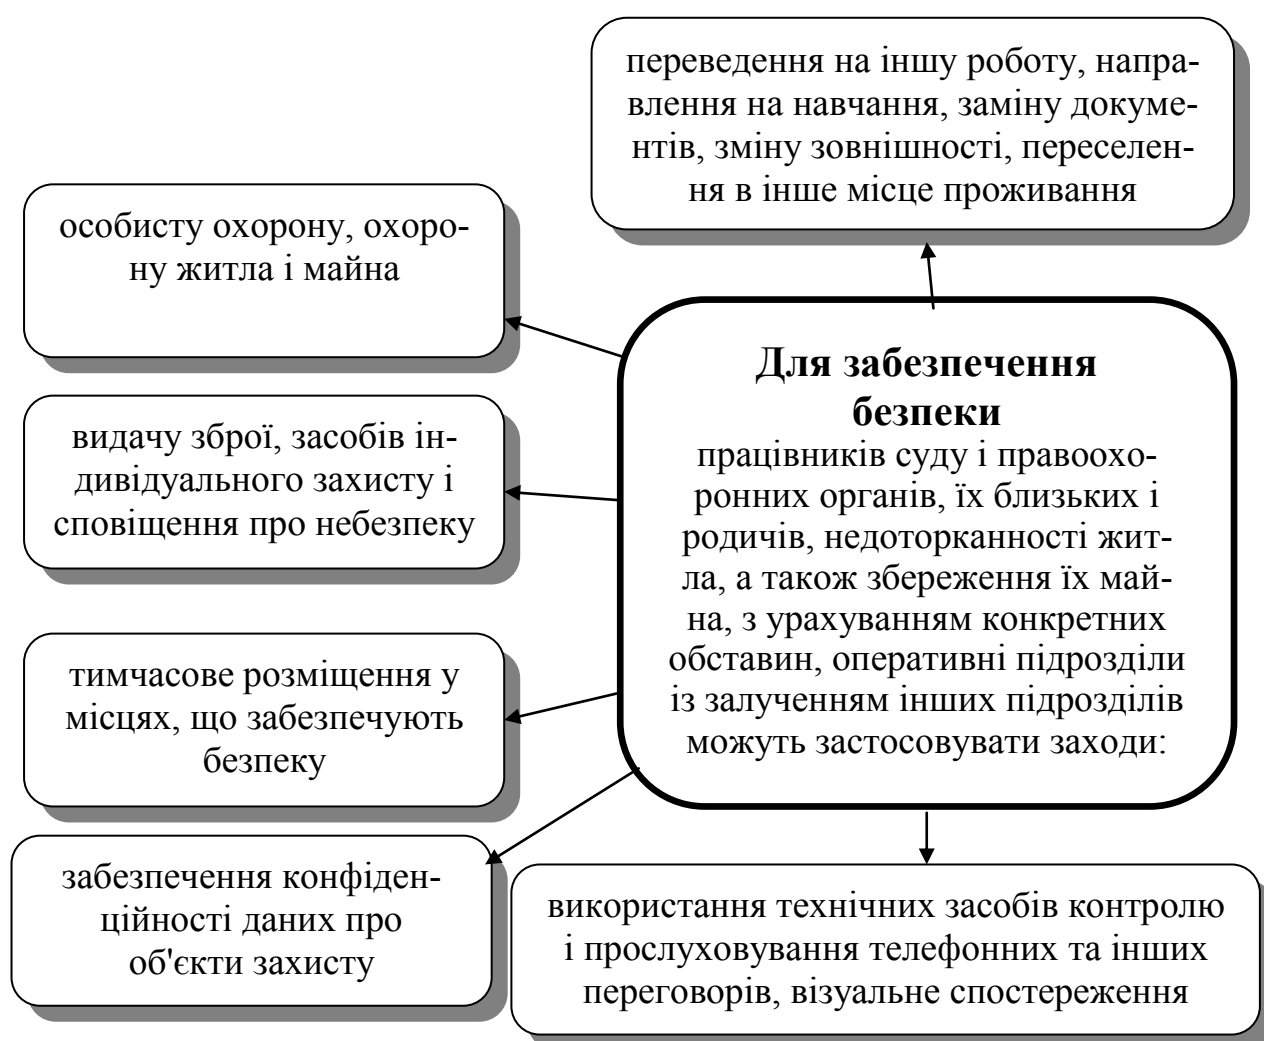 переведення на іншу роботу, напра-
влення на навчання, заміну докуме-
нтів, зміну зовнішності, переселен-
ня в інше місце проживання
особисту охорону, охоро-
ну житла і майна
видачу зброї, засобів ін-
дивідуального захисту і
сповіщення про небезпеку
тимчасове розміщення у
місцях, що забезпечують
безпеку
забезпечення конфіден-
ційності даних про
об'єкти захисту
Для забезпечення
безпеки
працівників суду і правоохо-
ронних органів, їх близьких і
родичів, недоторканності жит-
ла, а також збереження їх май-
на, з урахуванням конкретних
обставин, оперативні підрозділи
із залученням інших підрозділів
можуть застосовувати заходи:
використання технічних засобів контролю
і прослуховування телефонних та інших
переговорів, візуальне спостереження